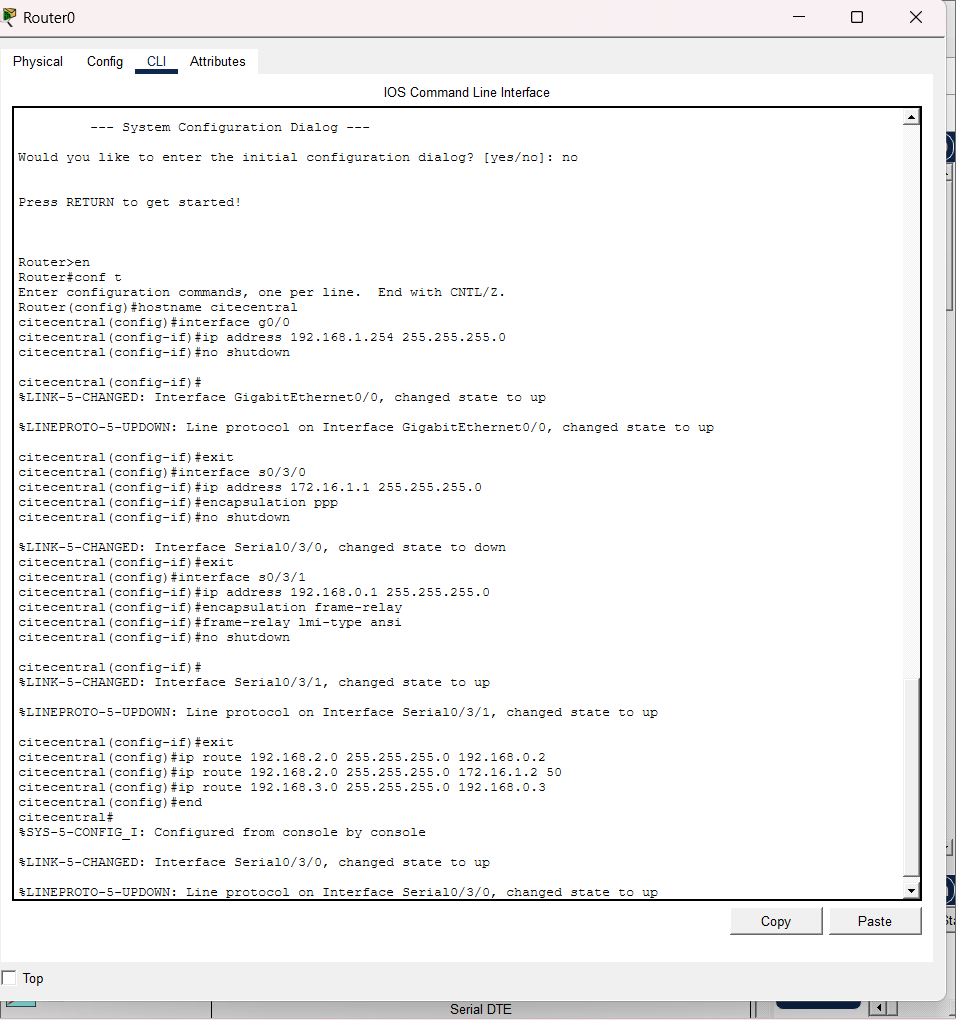 Router0
Physical Config CLI Attributes
IOS Command Line Interface
--- System Configuration Dialog ---
Would you like to enter the initial configuration dialog? [yes/no]: no
Press RETURN to get started!
Router>en
Router#conf t
Enter configuration commands, one per line.  End with CNTL/Z.
Router(config)#hostname citecentral
citecentral(config)#interface g0/0
citecentral(config-if)#ip address 192.168.1.254 255.255.255.0
citecentral(config-if)#no shutdown
citecentral(config-if)#
%LINK-5-CHANGED: Interface GigabitEthernet0/0, changed state to up
%LINEPROTO-5-UPDOWN: Line protocol on Interface GigabitEthernet0/0, changed state to up
citecentral(config-if)#exit
citecentral(config)#interface s0/3/0
citecentral(config-if)#ip address 172.16.1.1 255.255.255.0
citecentral(config-if)#encapsulation ppp
citecentral(config-if)#no shutdown
%LINK-5-CHANGED: Interface Serial0/3/0, changed state to down
citecentral(config-if)#exit
citecentral(config)#interface s0/3/1
citecentral(config-if)#ip address 192.168.0.1 255.255.255.0
citecentral(config-if)#encapsulation frame-relay
citecentral(config-if)#frame-relay lmi-type ansi
citecentral(config-if)#no shutdown
citecentral(config-if)#
%LINK-5-CHANGED: Interface Serial0/3/1, changed state to up
%LINEPROTO-5-UPDOWN: Line protocol on Interface Serial0/3/1, changed state to up
citecentral(config-if)#exit
citecentral(config)#ip route 192.168.2.0 255.255.255.0 192.168.0.2
citecentral(config)#ip route 192.168.2.0 255.255.255.0 172.16.1.2 50
citecentral(config)#ip route 192.168.3.0 255.255.255.0 192.168.0.3
citecentral(config)#end
citecentral#
%SYS-5-CONFIG_I: Configured from console by console
%LINK-5-CHANGED: Interface Serial0/3/0, changed state to up
%LINEPROTO-5-UPDOWN: Line protocol on Interface Serial0/3/0, changed state to up
Copy Paste
Top
Serial DTE